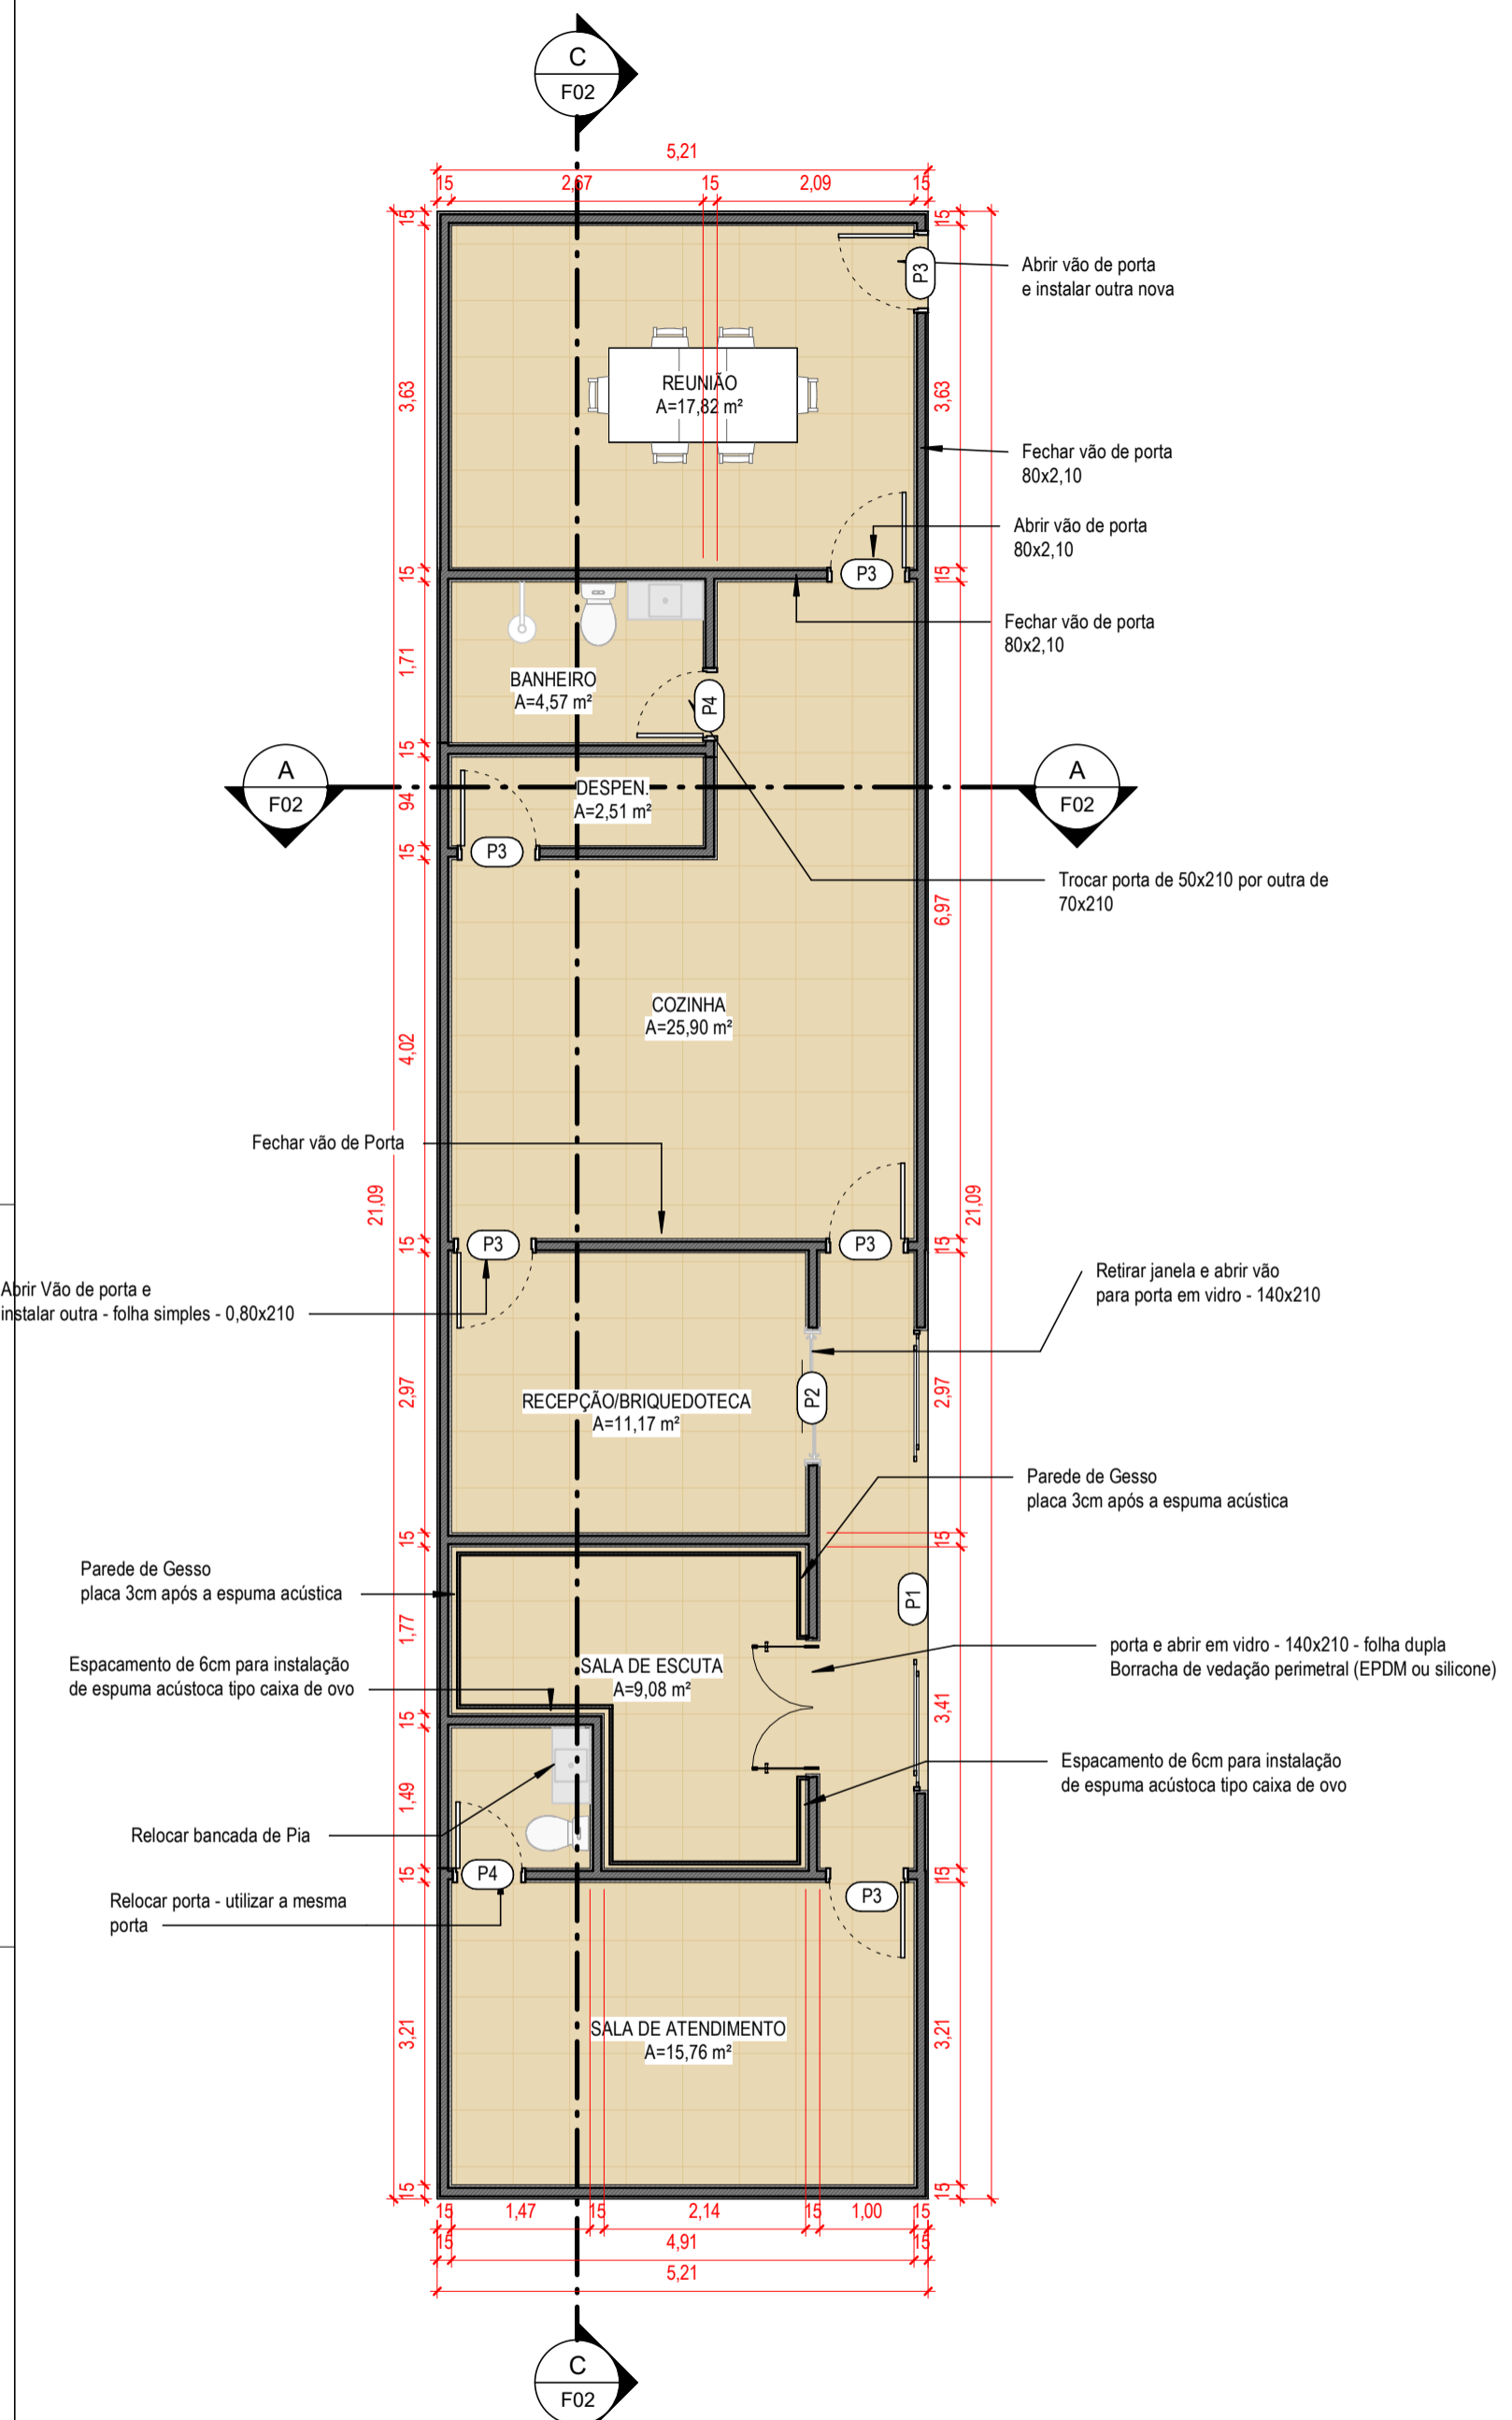 C
F02
5,21
15
2,67
15
2,09
15
15
15
P3
Abrir vão de porta
e instalar outra nova
3,63
REUNIÃO
A=17,82 m²
3,63
Fechar vão de porta
80x2,10
Abrir vão de porta
80x2,10
15
P3
15
Fechar vão de porta
80x2,10
1,71
BANHEIRO
A=4,57 m²
P4
15
A
F02
94
DESPEN.
A=2,51 m²
A
F02
15
P3
Trocar porta de 50x210 por outra de
70x210
6,97
COZINHA
A=25,90 m²
4,02
Fechar vão de Porta
21,09
21,09
15
P3
P3
15
Abrir Vão de porta e
instalar outra - folha simples - 0,80x210
Retirar janela e abrir vão
para porta em vidro - 140x210
2,97
RECEPÇÃO/BRIQUEDOTECA
A=11,17 m²
P2
2,97
Parede de Gesso
placa 3cm após a espuma acústica
15
15
Parede de Gesso
placa 3cm após a espuma acústica
P1
1,77
porta e abrir em vidro - 140x210 - folha dupla
Borracha de vedação perimetral (EPDM ou silicone)
Espacamento de 6cm para instalação
de espuma acústoca tipo caixa de ovo
SALA DE ESCUTA
A=9,08 m²
3,41
15
Espacamento de 6cm para instalação
de espuma acústoca tipo caixa de ovo
1,49
Relocar bancada de Pia
15
P4
15
P3
Relocar porta - utilizar a mesma
porta
3,21
SALA DE ATENDIMENTO
A=15,76 m²
3,21
15
15
15
1,47
15
2,14
15
1,00
15
15
4,91
15
5,21
C
F02